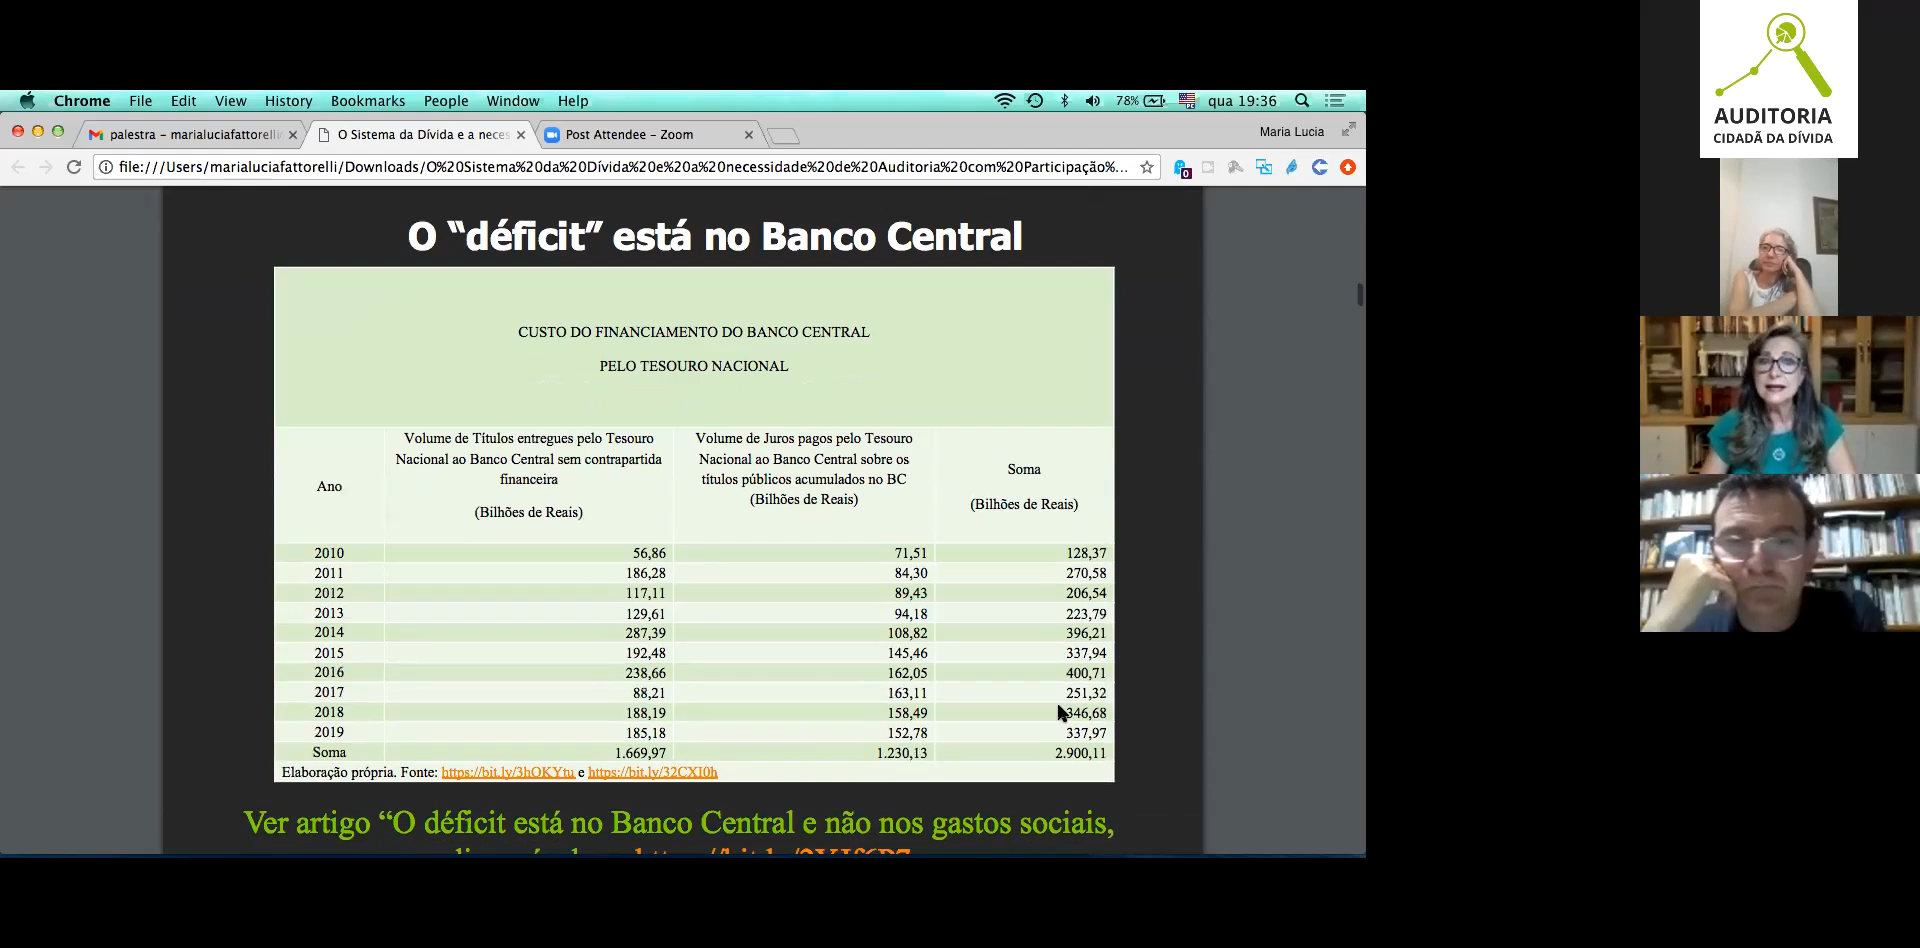 Chrome File Edit View History Bookmarks People Window Help
78% qua 19:36
palestra – marialuciafattorelli
O Sistema da Dívida e a neces
Post Attendee – Zoom
Maria Lucia
file:///Users/marialuciafattorelli/Downloads/O%20Sistema%20da%20Dívida%20e%20a%20necessidade%20de%20Auditoria%20com%20Participação%...
0
O “déficit” está no Banco Central
CUSTO DO FINANCIAMENTO DO BANCO CENTRAL
PELO TESOURO NACIONAL
Ano
Volume de Títulos entregues pelo Tesouro
Nacional ao Banco Central sem contrapartida
financeira
(Bilhões de Reais)
Volume de Juros pagos pelo Tesouro
Nacional ao Banco Central sobre os
títulos públicos acumulados no BC
(Bilhões de Reais)
Soma
(Bilhões de Reais)
2010 56,86 71,51 128,37
2011 186,28 84,30 270,58
2012 117,11 89,43 206,54
2013 129,61 94,18 223,79
2014 287,39 108,82 396,21
2015 192,48 145,46 337,94
2016 238,66 162,05 400,71
2017 88,21 163,11 251,32
2018 188,19 158,49 346,68
2019 185,18 152,78 337,97
Soma 1.669,97 1.230,13 2.900,11
Elaboração própria. Fonte: https://bit.ly/3hOKYtu e https://bit.ly/32CXI0h
Ver artigo “O déficit está no Banco Central e não nos gastos sociais,
AUDITORIA
CIDADÃ DA DÍVIDA